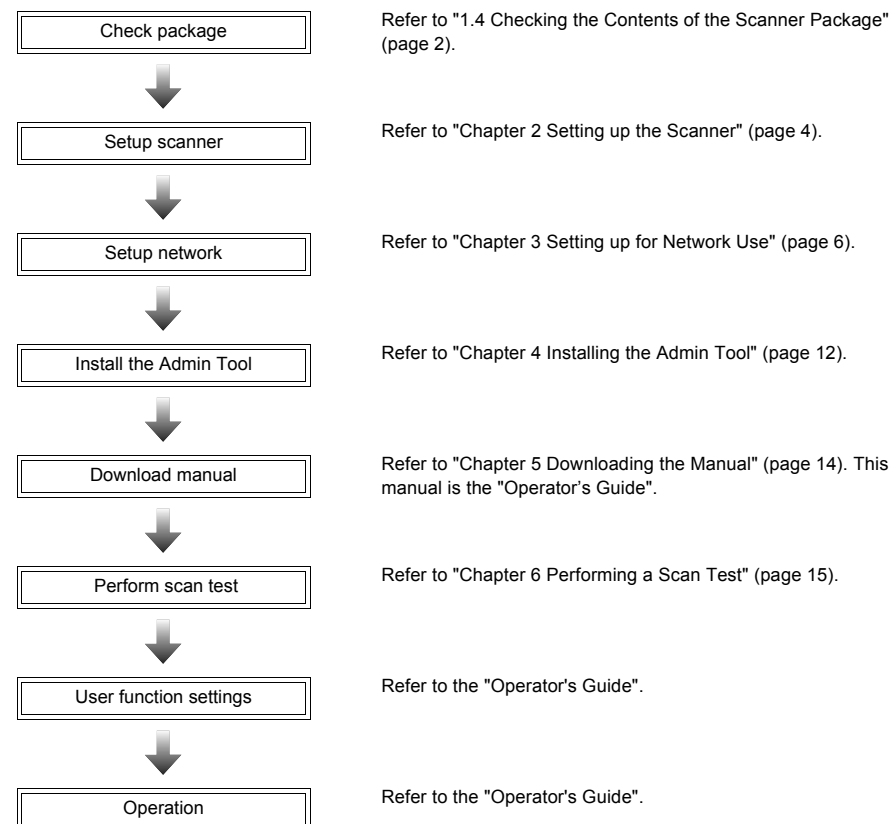 Check package
Refer to "1.4 Checking the Contents of the Scanner Package"
(page 2).
Setup scanner
Refer to "Chapter 2 Setting up the Scanner" (page 4).
Setup network
Refer to "Chapter 3 Setting up for Network Use" (page 6).
Install the Admin Tool
Refer to "Chapter 4 Installing the Admin Tool" (page 12).
Download manual
Refer to "Chapter 5 Downloading the Manual" (page 14). This
manual is the "Operator’s Guide".
Perform scan test
Refer to "Chapter 6 Performing a Scan Test" (page 15).
User function settings
Refer to the "Operator's Guide".
Operation
Refer to the "Operator's Guide".